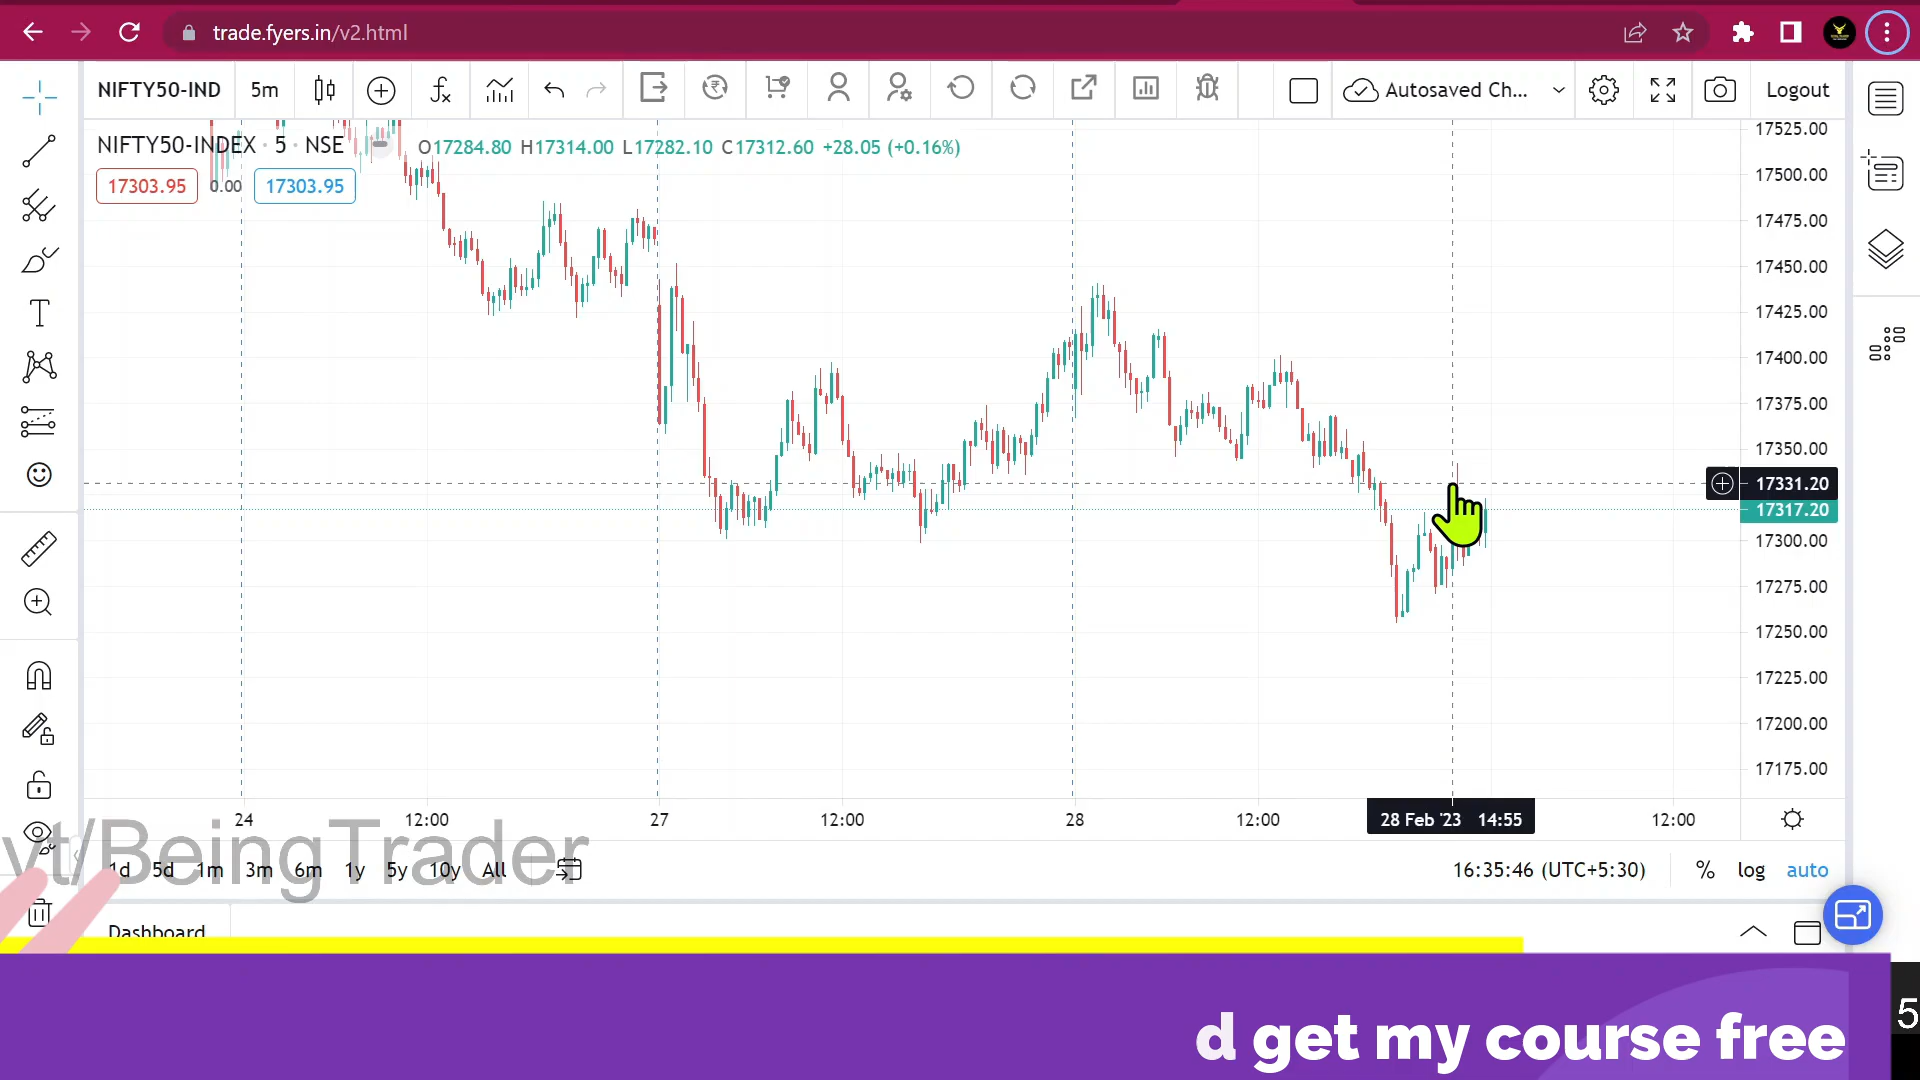 trade.fyers.in/v2.html
NIFTY50-IND 5m Autosaved Ch... Logout
NIFTY50-INDEX · 5 · NSE O17284.80 H17314.00 L17282.10 C17312.60 +28.05 (+0.16%)
17303.95 0.00 17303.95
17525.00
17500.00
17475.00
17450.00
17425.00
17400.00
17375.00
17350.00
17331.20
17317.20
17300.00
17275.00
17250.00
17225.00
17200.00
17175.00
24 12:00 27 12:00 28 12:00 28 Feb '23 14:55 12:00
yt/BeingTrader
1d 5d 1m 3m 6m 1y 5y 10y All 16:35:46 (UTC+5:30) % log auto
Dashboard
d get my course free
5